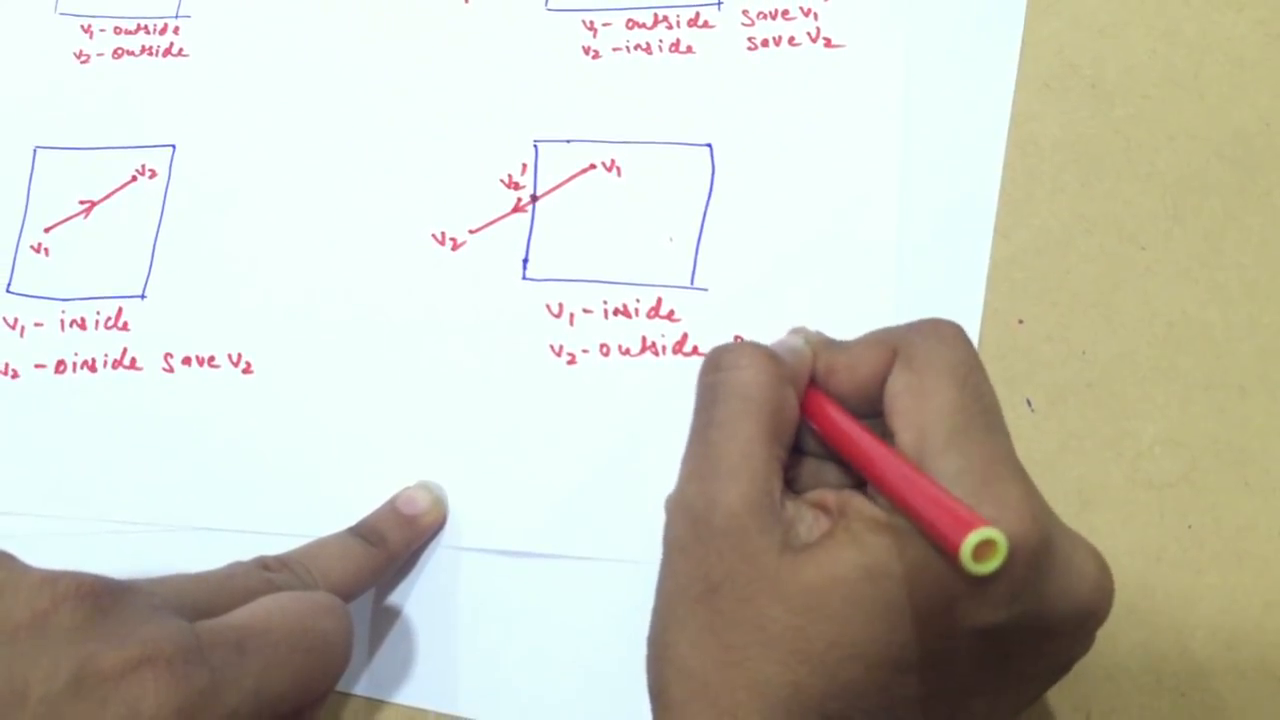 v1 - outside
v2 - outside
v1 - outside save v1
v2 - inside save v2
v2
v1
v1 - inside
v2 - inside save v2
v2'
v1
v2
v1 - inside
v2 - outside